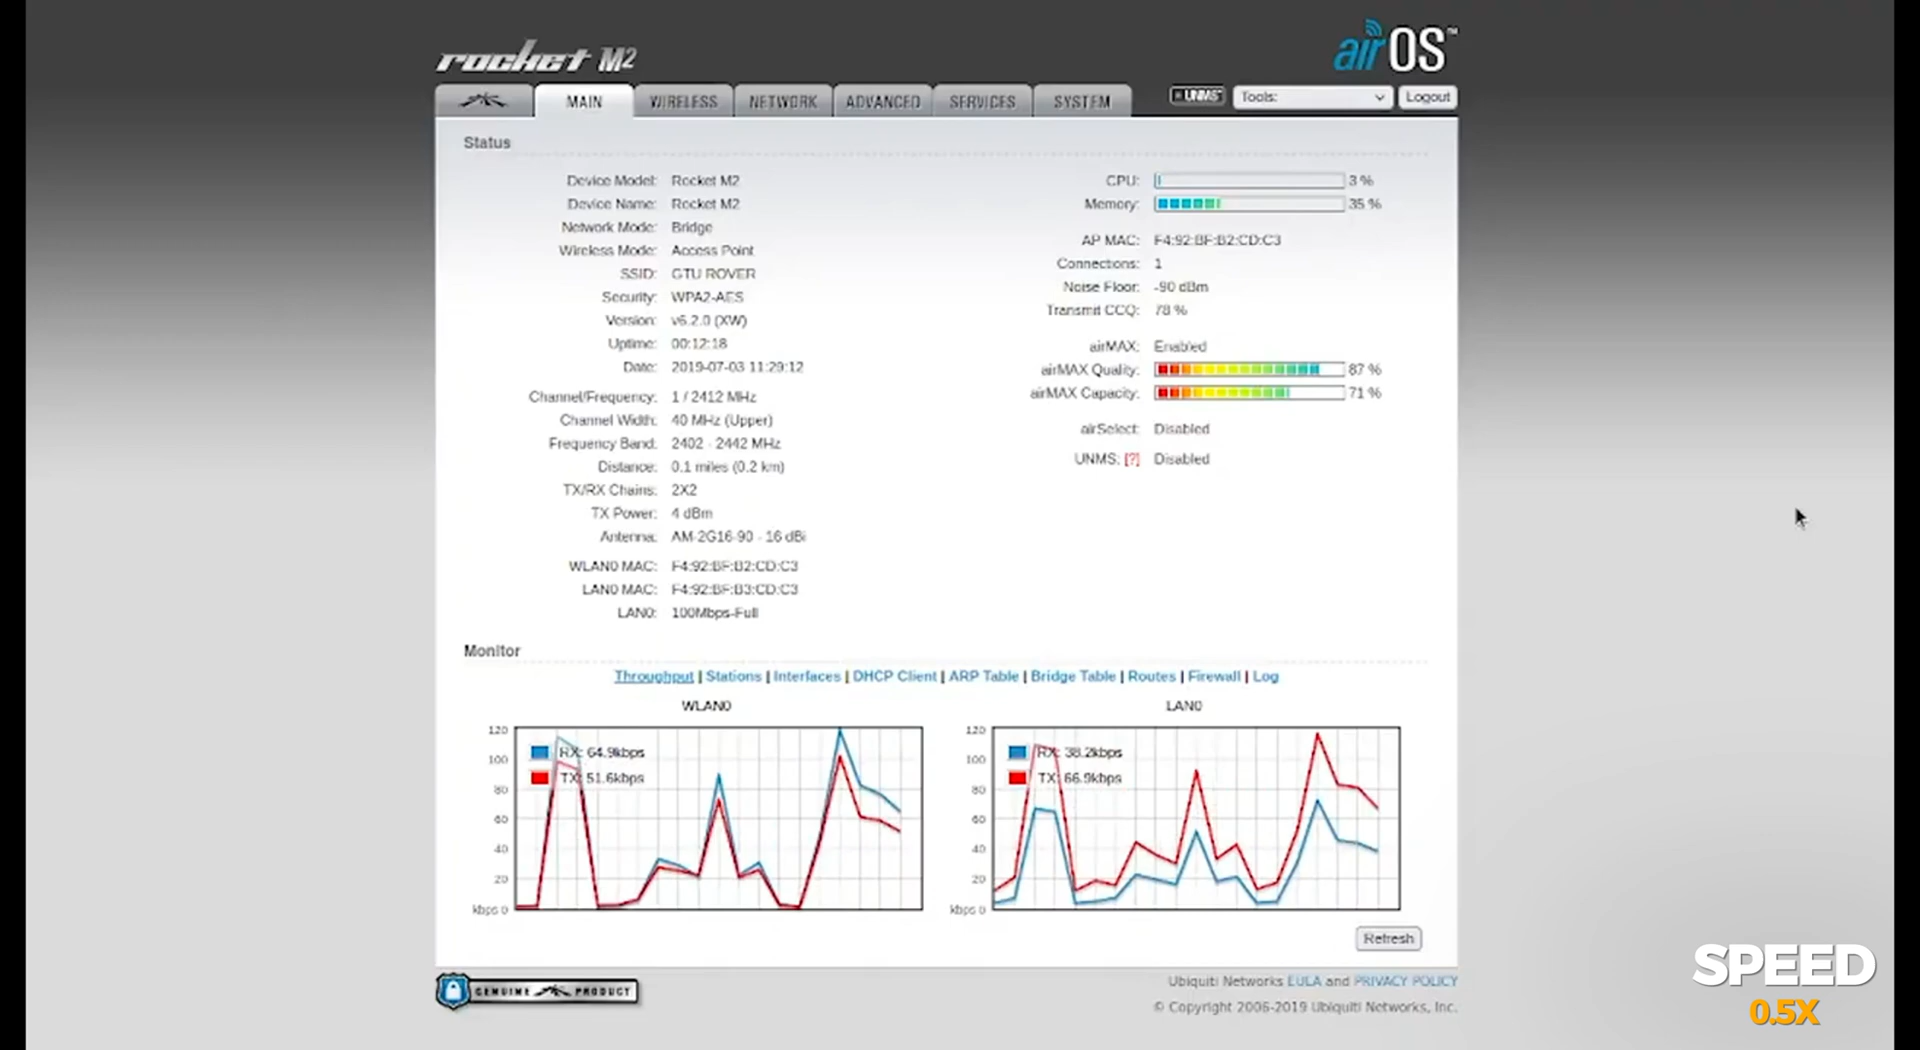 rocket M2
airOS™
MAIN
WIRELESS
NETWORK
ADVANCED
SERVICES
SYSTEM
UNMS
Tools:
Logout
Status
Device Model: Rocket M2
Device Name: Rocket M2
Network Mode: Bridge
Wireless Mode: Access Point
SSID: GTU ROVER
Security: WPA2-AES
Version: v6.2.0 (XW)
Uptime: 00:12:18
Date: 2019-07-03 11:29:12
Channel/Frequency: 1 / 2412 MHz
Channel Width: 40 MHz (Upper)
Frequency Band: 2402 - 2442 MHz
Distance: 0.1 miles (0.2 km)
TX/RX Chains: 2X2
TX Power: 4 dBm
Antenna: AM-2G16-90 - 16 dBi
WLAN0 MAC: F4:92:BF:B2:CD:C3
LAN0 MAC: F4:92:BF:B3:CD:C3
LAN0: 100Mbps-Full
CPU: 3 %
Memory: 35 %
AP MAC: F4:92:BF:B2:CD:C3
Connections: 1
Noise Floor: -90 dBm
Transmit CCQ: 78 %
airMAX: Enabled
airMAX Quality: 87 %
airMAX Capacity: 71 %
airSelect: Disabled
UNMS: [?] Disabled
Monitor
Throughput | Stations | Interfaces | DHCP Client | ARP Table | Bridge Table | Routes | Firewall | Log
WLAN0
120
100
80
60
40
20
kbps 0
RX: 64.9kbps
TX: 51.6kbps
LAN0
120
100
80
60
40
20
kbps 0
RX: 38.2kbps
TX: 66.9kbps
Refresh
GENUINE PRODUCT
Ubiquiti Networks EULA and PRIVACY POLICY
© Copyright 2006-2019 Ubiquiti Networks, Inc.
SPEED
0.5X